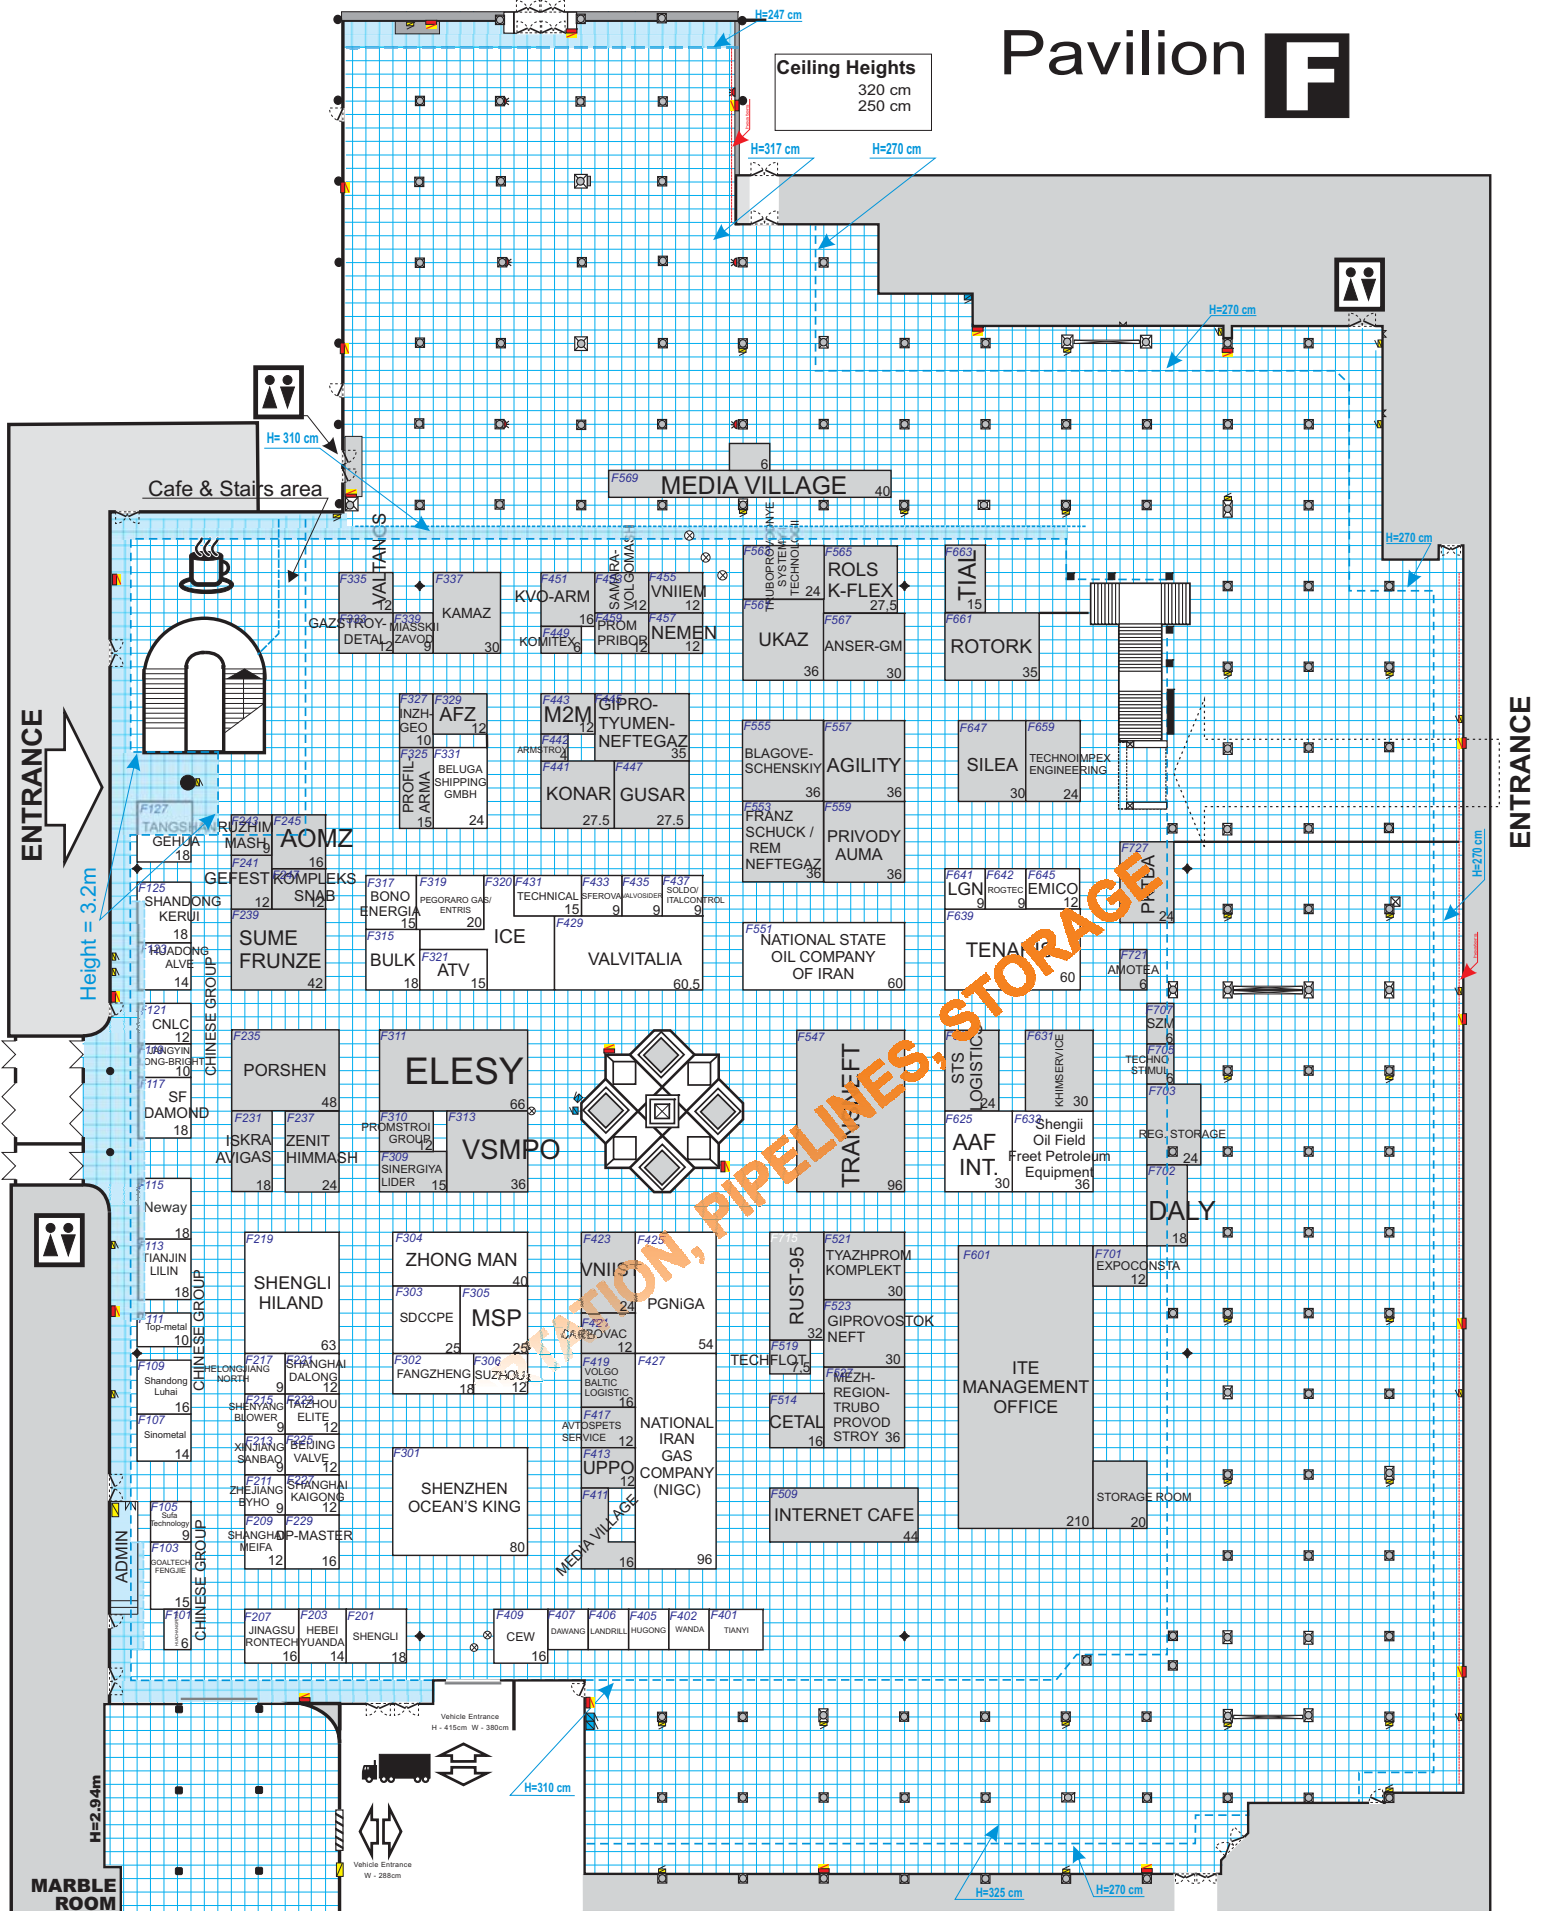 H=247 cm
Pavilion F
Ceiling Heights
320 cm
250 cm
H=317 cm
H=270 cm
H=270 cm
H= 310 cm
Cafe & Stairs area
F569
MEDIA VILLAGE
40
6
H=270 cm
F335
VALTANGS
12
F337
KAMAZ
30
GAZSTROY-
DETAL
12
F339
MIASSKII
ZAVOD
9
F451
KVO-ARM
16
F449
KOMITEX
6
SAMARA-
VOLGOMASH
12
F455
VNIIEM
12
F459
PROM
PRIBOR
12
F457
NEMEN
12
F563
SYSTEM
TECHNOLOGII
24
F565
ROLS
K-FLEX
27.5
F567
UKAZ
36
F567
ANSER-GM
30
F663
TIAL
15
F661
ROTORK
35
ENTRANCE
ENTRANCE
F327
INZH-
GEO
10
F329
AFZ
12
F325
PROFIL-
ARMA
15
F331
BELUGA
SHIPPING
GMBH
24
F443
M2M
12
F442
ARMSTROY
4
F445
GIPRO-
TYUMEN-
NEFTEGAZ
35
F441
KONAR
27.5
F447
GUSAR
27.5
F555
BLAGOVE-
SCHENSKIY
36
F557
AGILITY
36
F553
FRANZ
SCHUCK /
REM
NEFTEGAZ
36
F559
PRIVODY
AUMA
36
F647
SILEA
30
F659
TECHNOIMPEX
ENGINEERING
24
H=270 cm
Height = 3.2m
F127
TANGSHAN
GEHUA
18
F243
RUZHIM
MASH
9
F245
AOMZ
16
F241
GEFEST
12
F247
KOMPLEKS
SNAB
12
F239
SUME
FRUNZE
42
F125
SHANDONG
KERUI
18
F123
HUADONG
ALVE
14
CHINESE GROUP
F121
CNLC
12
F119
JIANGYIN
LONG-BRIGHT
10
F117
SF
DAMOND
18
F317
BONO
ENERGIA
15
F319
PEGORARO GAS/
ENTRIS
20
F320
ICE
F315
BULK
18
F321
ATV
15
F431
TECHNICAL
15
F433
SFEROVA
9
F435
VALVOSIDER
9
F437
SOLDO/
ITALCONTROL
9
F429
VALVITALIA
60.5
F551
NATIONAL STATE
OIL COMPANY
OF IRAN
60
F641
LGN
9
F642
ROGTEC
9
F645
EMICO
12
F639
TENARIS
60
F727
24
F721
AMOTEA
6
F707
SZM
6
F705
TECHNO
STIMUL
6
F703
REG. STORAGE
24
F702
DALY
18
F701
EXPOCONSTA
12
STATION, PIPELINES, STORAGE
F235
PORSHEN
48
F231
ISKRA
AVIGAS
18
F237
ZENIT
HIMMASH
24
F311
ELESY
66
F310
PROMSTROI
GROUP
12
F309
SINERGIYA
LIDER
15
F313
VSMPO
36
F547
TRANSNEFT
96
STS
LOGISTICS
24
F631
KHIMSERVICE
30
F625
AAF
INT.
30
F633
Shengii
Oil Field
Freet Petroleum
Equipment
36
F115
Neway
18
F113
TIANJIN
LILIN
18
F111
Top-metal
10
CHINESE GROUP
F109
Shandong
Luhai
16
F107
Sinometal
14
F105
Sufa
Technology
9
F103
GOALTECH
FENGJIE
15
F101
6
CHINESE GROUP
ADMIN
F219
SHENGLI
HILAND
63
F217
HELONGJIANG
NORTH
9
F221
SHANGHAI
DALONG
12
F215
SHENYANG
BLOWER
9
F223
TAIZHOU
ELITE
12
F213
XINJIANG
SANBAO
9
F225
BEIJING
VALVE
12
F211
ZHEJIANG
BYHO
9
F227
SHANGHAI
KAIGONG
12
F209
SHANGHAI
MEIFA
12
F229
DP-MASTER
16
F207
JINAGSU
RONTECH
16
F203
HEBEI
YUANDA
14
F201
SHENGLI
18
F304
ZHONG MAN
40
F303
SDCCPE
25
F305
MSP
25
F302
FANGZHENG
18
F306
SUZHOU
12
F301
SHENZHEN
OCEAN'S KING
80
F423
VNIIST
24
F425
PGNiGA
54
F421
CARBOVAC
12
F419
VOLGO
BALTIC
LOGISTIC
16
F417
AVTOSPETS
SERVICE
12
F413
UPPO
12
F411
MEDIA VILLAGE
16
F427
NATIONAL
IRAN
GAS
COMPANY
(NIGC)
96
F409
CEW
16
F407
DAWANG
F406
LANDRILL
F405
HUGONG
F402
WANDA
F401
TIANYI
F715
RUST-95
32
F521
TYAZHPROM
KOMPLEKT
30
F523
GIPROVOSTOK
NEFT
30
F519
TECHFLOT
7.5
F527
MEZH-
REGION-
TRUBO
PROVOD
STROY
36
F514
CETAL
16
F509
INTERNET CAFE
44
F601
ITE
MANAGEMENT
OFFICE
210
STORAGE ROOM
20
Vehicle Entrance
H - 415cm W - 380cm
Vehicle Entrance
W - 288cm
H=2.94m
MARBLE
ROOM
H=310 cm
H=325 cm
H=270 cm